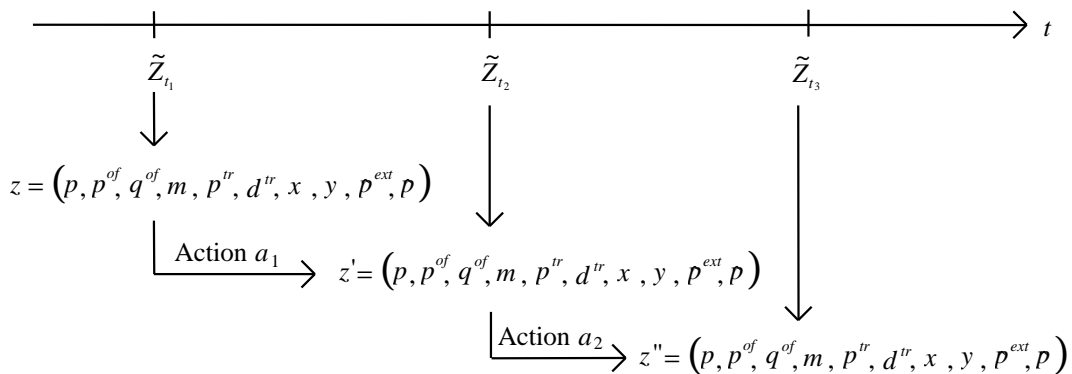 t
Z̃_{t_1} Z̃_{t_2} Z̃_{t_3}
z = (p, p^{of}, q^{of}, m, p^{tr}, d^{tr}, x , y , p^{ext}, p)
Action a_1
z' = (p, p^{of}, q^{of}, m, p^{tr}, d^{tr}, x , y , p^{ext}, p)
Action a_2
z'' = (p, p^{of}, q^{of}, m, p^{tr}, d^{tr}, x , y , p^{ext}, p)